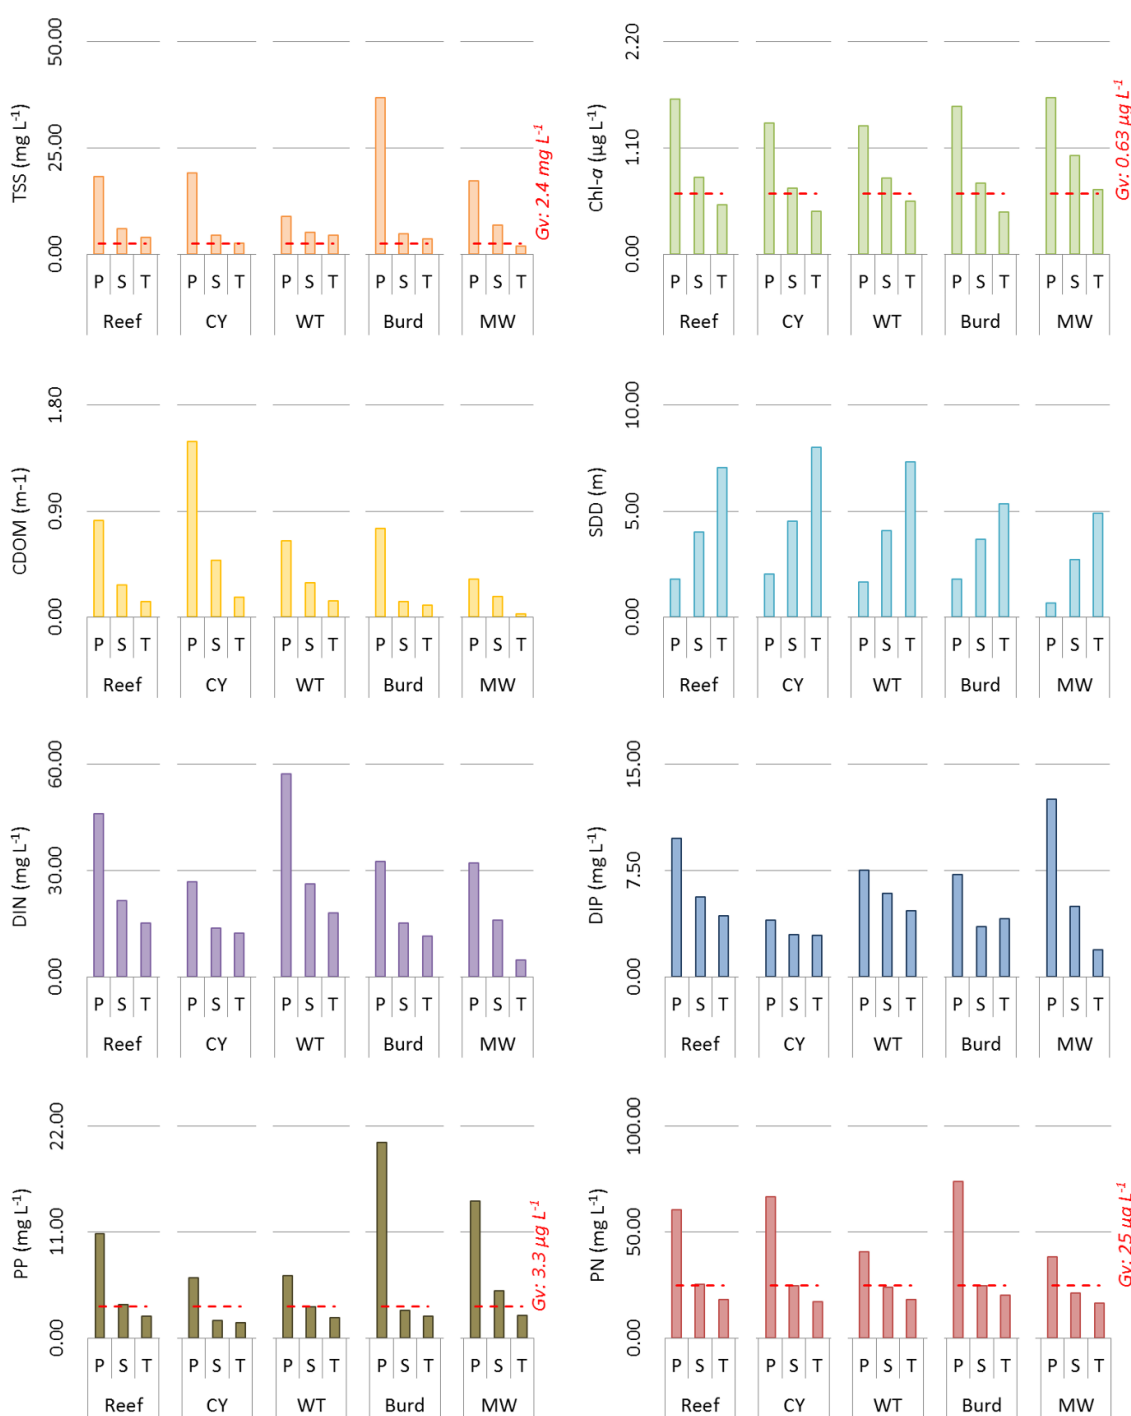 TSS (mg L⁻¹)
50.00
25.00
0.00
Gv: 2.4 mg L⁻¹
P S T P S T P S T P S T P S T
Reef CY WT Burd MW
Chl-a (µg L⁻¹)
2.20
1.10
0.00
Gv: 0.63 µg L⁻¹
P S T P S T P S T P S T P S T
Reef CY WT Burd MW
CDOM (m-1)
1.80
0.90
0.00
P S T P S T P S T P S T P S T
Reef CY WT Burd MW
SDD (m)
10.00
5.00
0.00
P S T P S T P S T P S T P S T
Reef CY WT Burd MW
DIN (mg L⁻¹)
60.00
30.00
0.00
P S T P S T P S T P S T P S T
Reef CY WT Burd MW
DIP (mg L⁻¹)
15.00
7.50
0.00
P S T P S T P S T P S T P S T
Reef CY WT Burd MW
PP (mg L⁻¹)
22.00
11.00
0.00
Gv: 3.3 µg L⁻¹
P S T P S T P S T P S T P S T
Reef CY WT Burd MW
PN (mg L⁻¹)
100.00
50.00
0.00
Gv: 25 µg L⁻¹
P S T P S T P S T P S T P S T
Reef CY WT Burd MW